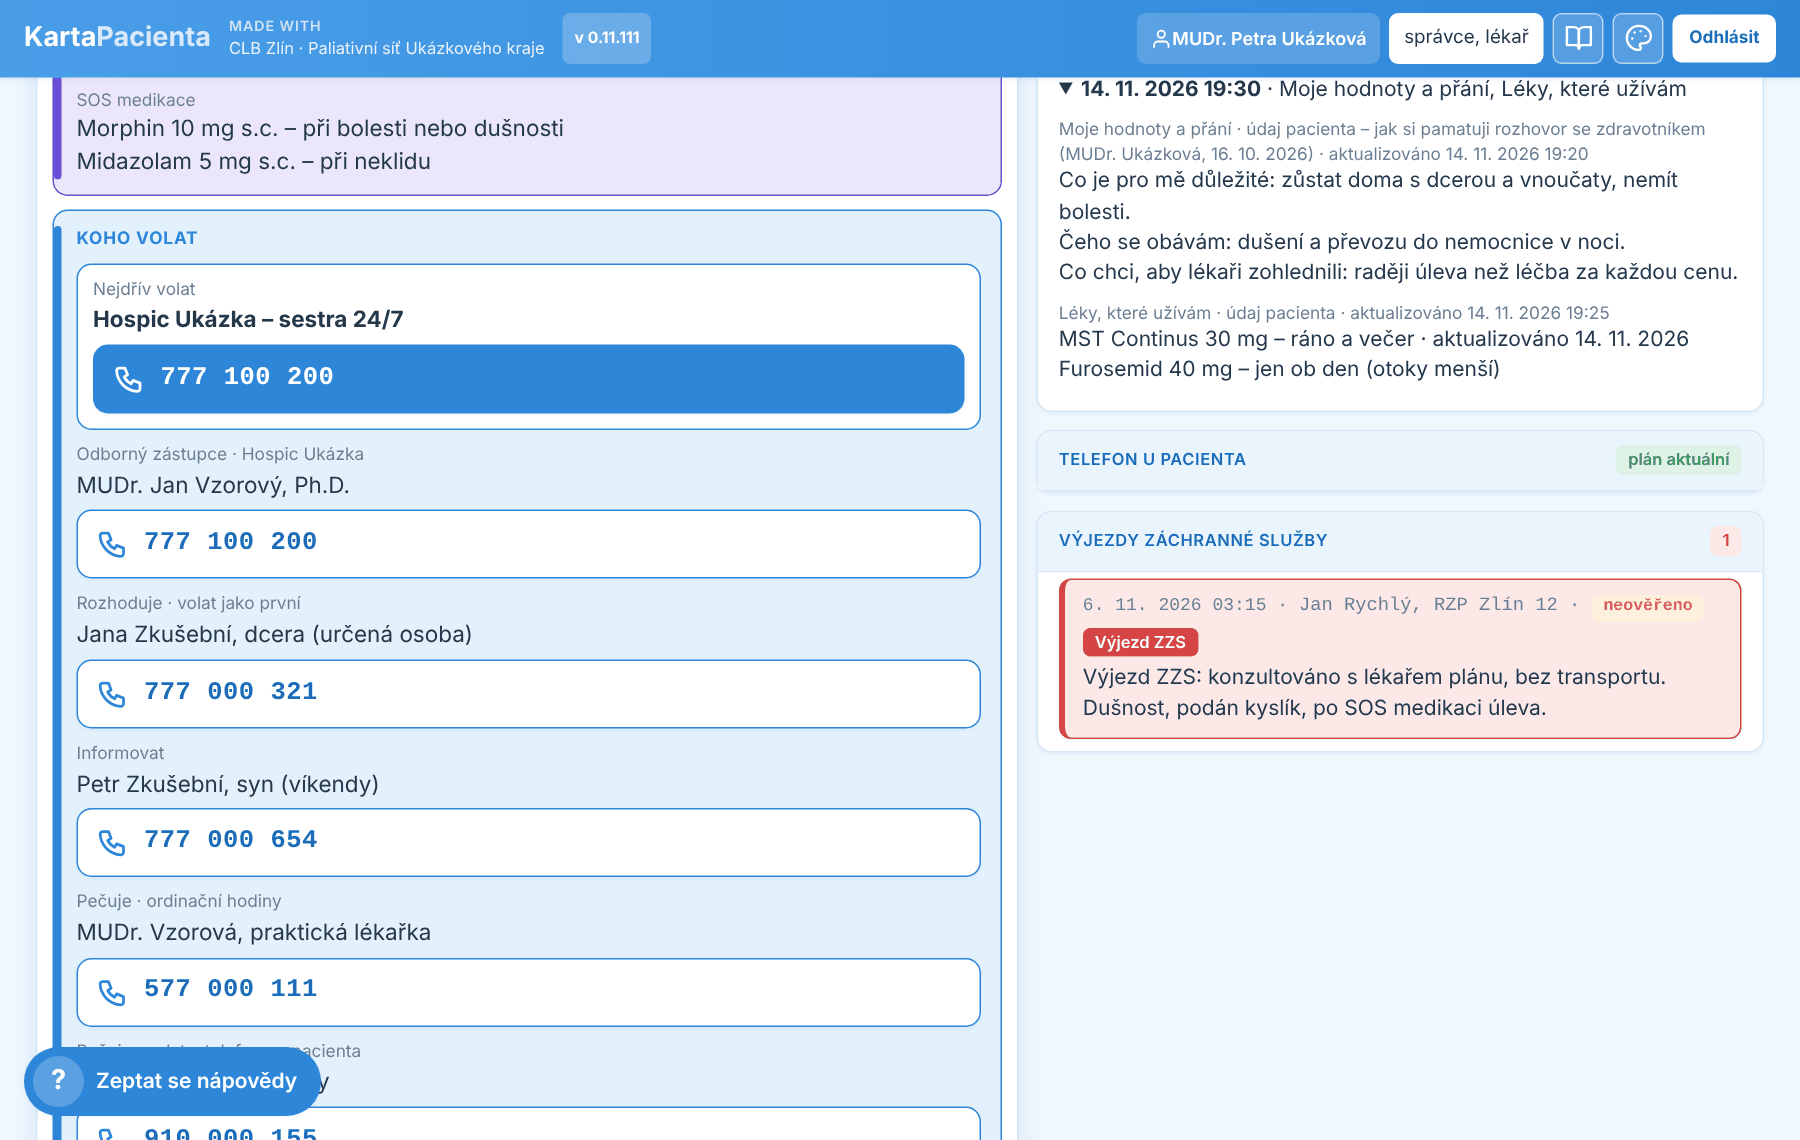 KartaPacienta
MADE WITH
CLB Zlín · Paliativní síť Ukázkového kraje
v 0.11.111
MUDr. Petra Ukázková
správce, lékař
Odhlásit
SOS medikace
Morphin 10 mg s.c. – při bolesti nebo dušnosti
Midazolam 5 mg s.c. – při neklidu
KOHO VOLAT
Nejdřív volat
Hospic Ukázka – sestra 24/7
777 100 200
Odborný zástupce · Hospic Ukázka
MUDr. Jan Vzorový, Ph.D.
777 100 200
Rozhoduje · volat jako první
Jana Zkušební, dcera (určená osoba)
777 000 321
Informovat
Petr Zkušební, syn (víkendy)
777 000 654
Pečuje · ordinační hodiny
MUDr. Vzorová, praktická lékařka
577 000 111
910 000 155
? Zeptat se nápovědy
▼ 14. 11. 2026 19:30 · Moje hodnoty a přání, Léky, které užívám
Moje hodnoty a přání · údaj pacienta – jak si pamatuji rozhovor se zdravotníkem
(MUDr. Ukázková, 16. 10. 2026) · aktualizováno 14. 11. 2026 19:20
Co je pro mě důležité: zůstat doma s dcerou a vnoučaty, nemít
bolesti.
Čeho se obávám: dušení a převozu do nemocnice v noci.
Co chci, aby lékaři zohlednili: raději úleva než léčba za každou cenu.
Léky, které užívám · údaj pacienta · aktualizováno 14. 11. 2026 19:25
MST Continus 30 mg – ráno a večer · aktualizováno 14. 11. 2026
Furosemid 40 mg – jen ob den (otoky menší)
TELEFON U PACIENTA
plán aktuální
VÝJEZDY ZÁCHRANNÉ SLUŽBY
1
6. 11. 2026 03:15 · Jan Rychlý, RZP Zlín 12 · neověřeno
Výjezd ZZS
Výjezd ZZS: konzultováno s lékařem plánu, bez transportu.
Dušnost, podán kyslík, po SOS medikaci úleva.